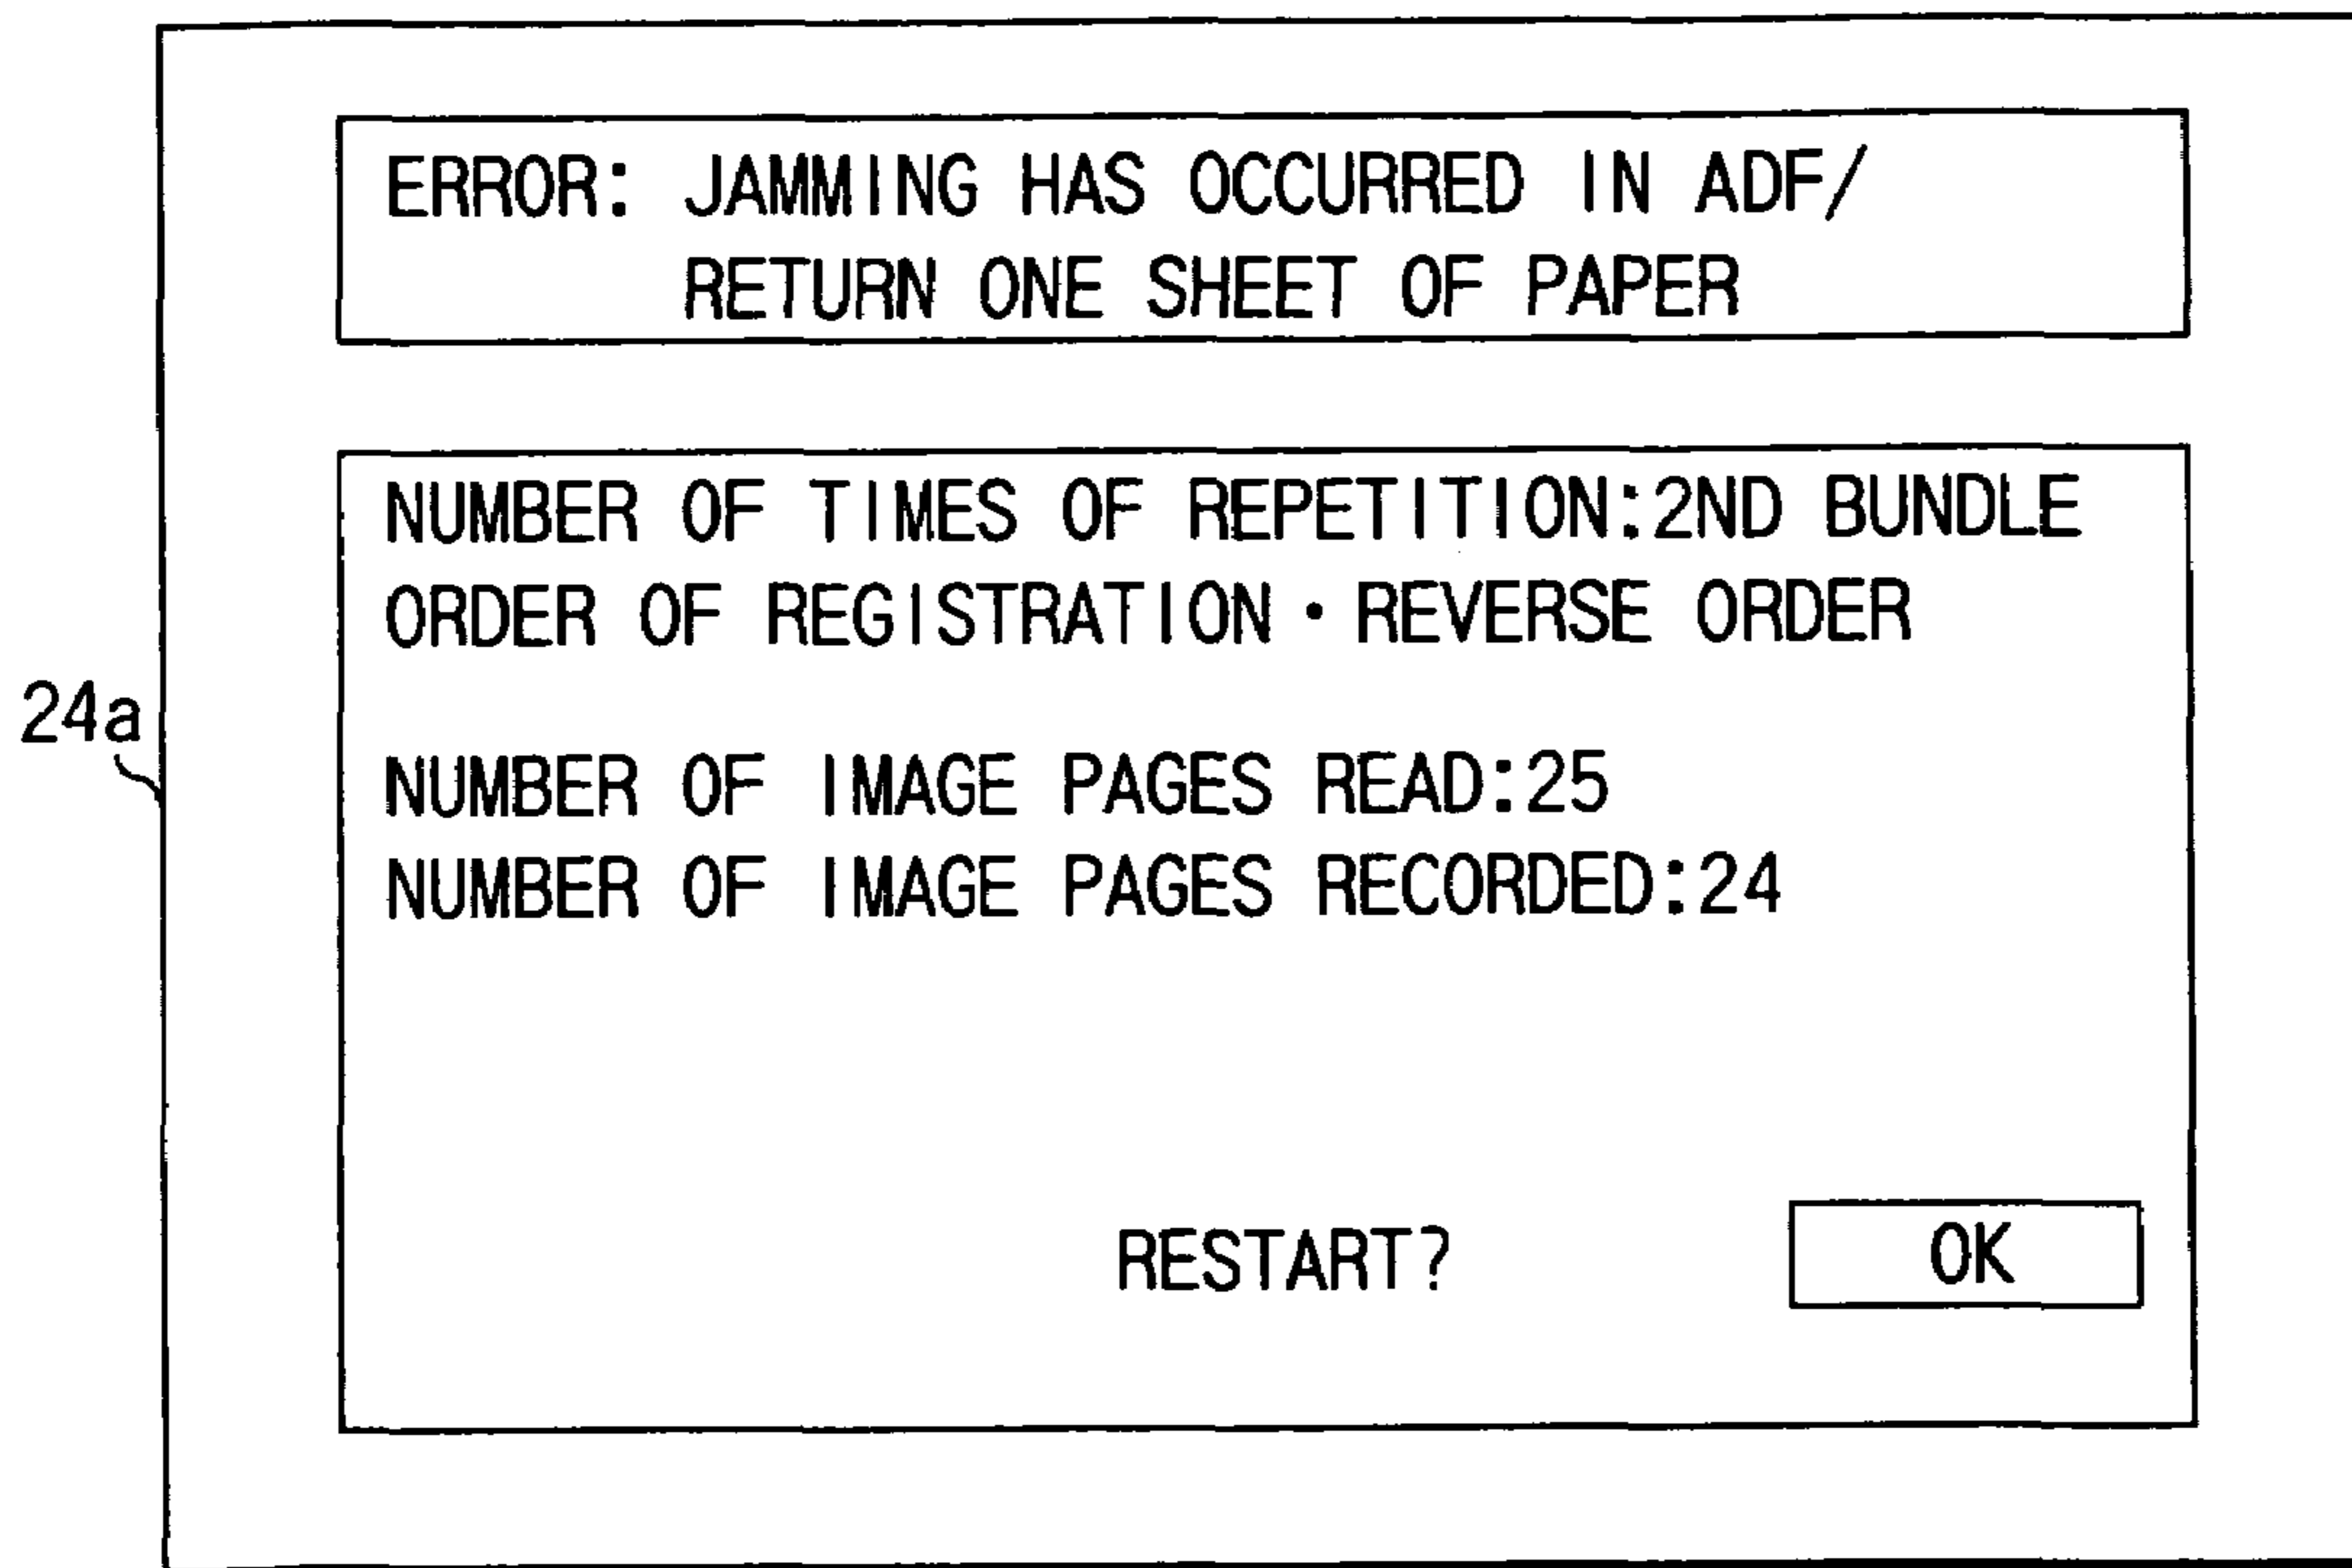 ERROR: JAMMING HAS OCCURRED IN ADF/
RETURN ONE SHEET OF PAPER
NUMBER OF TIMES OF REPETITION:2ND BUNDLE
ORDER OF REGISTRATION・REVERSE ORDER
24a
NUMBER OF IMAGE PAGES READ:25
NUMBER OF IMAGE PAGES RECORDED:24
RESTART? OK